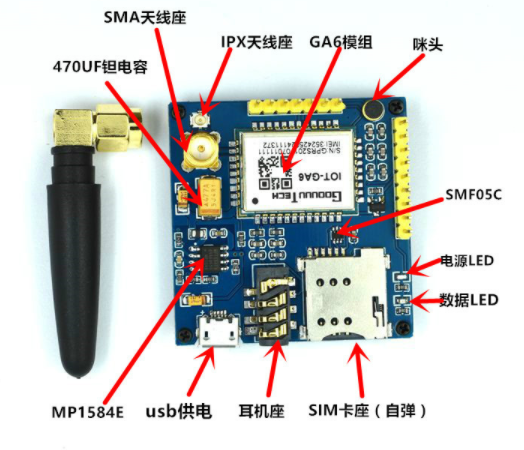 SMA天线座
IPX天线座
GA6模组
咪头
470UF钽电容
SMF05C
电源LED
数据LED
MP1584E
usb供电
耳机座
SIM卡座（自弹）
GOOUUU TECH
IOT-GA6